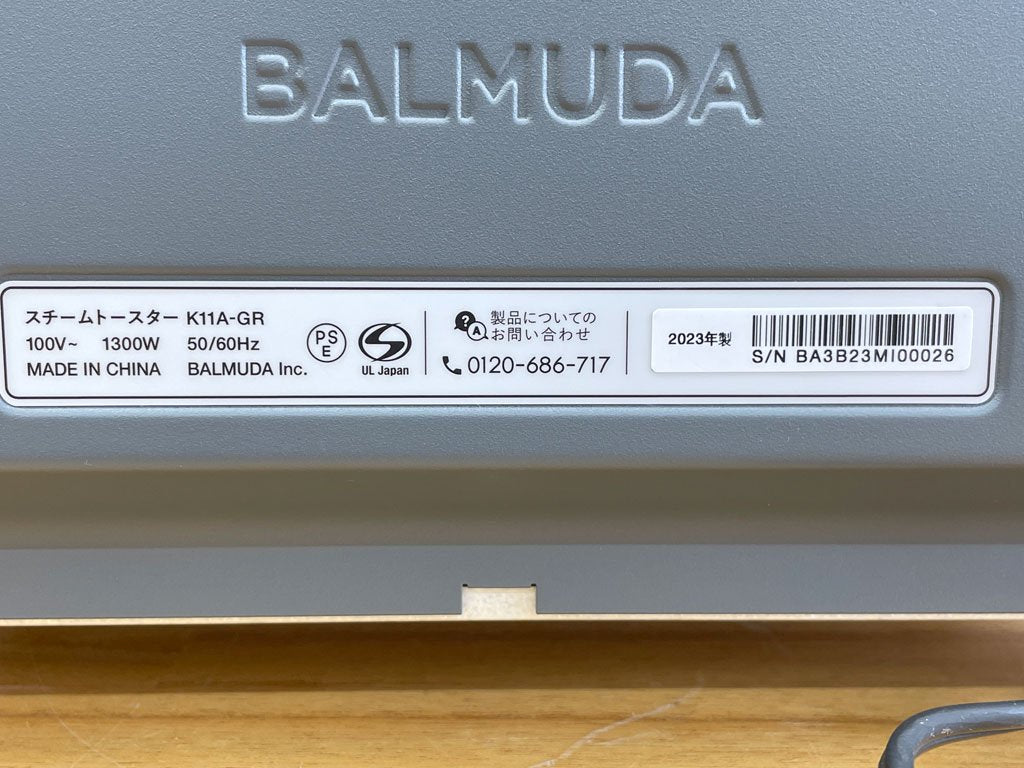 BALMUDA
スチームトースター K11A-GR
100V~ 1300W 50/60Hz
MADE IN CHINA BALMUDA Inc.
PS
E
UL Japan
?
A
製品についての
お問い合わせ
0120-686-717
2023年製
S/N BA3B23MI00026